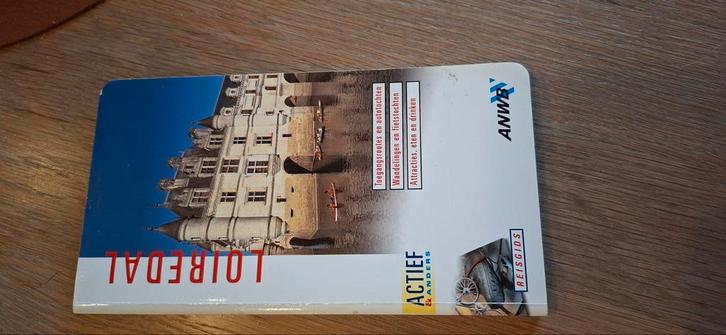 LOIREDAL
ACTIEF
& ANDERS
Toegangsroutes en autotochten
Wandelingen en fietstochten
Attracties, eten en drinken
REISGIDS
ANWB